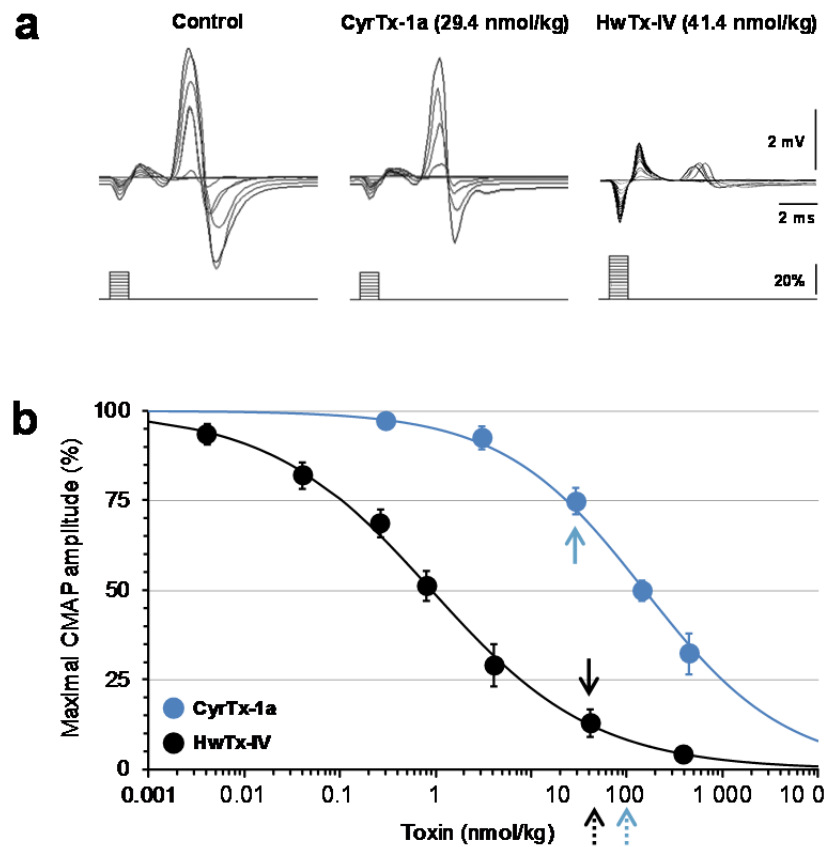 a
Control
CyrTx-1a (29.4 nmol/kg)
HwTx-IV (41.4 nmol/kg)
2 mV
2 ms
20%
b
Maximal CMAP amplitude (%)
100
75
50
25
0
CyrTx-1a
HwTx-IV
0.001 0.01 0.1 1 10 100 1 000 10 0
Toxin (nmol/kg)